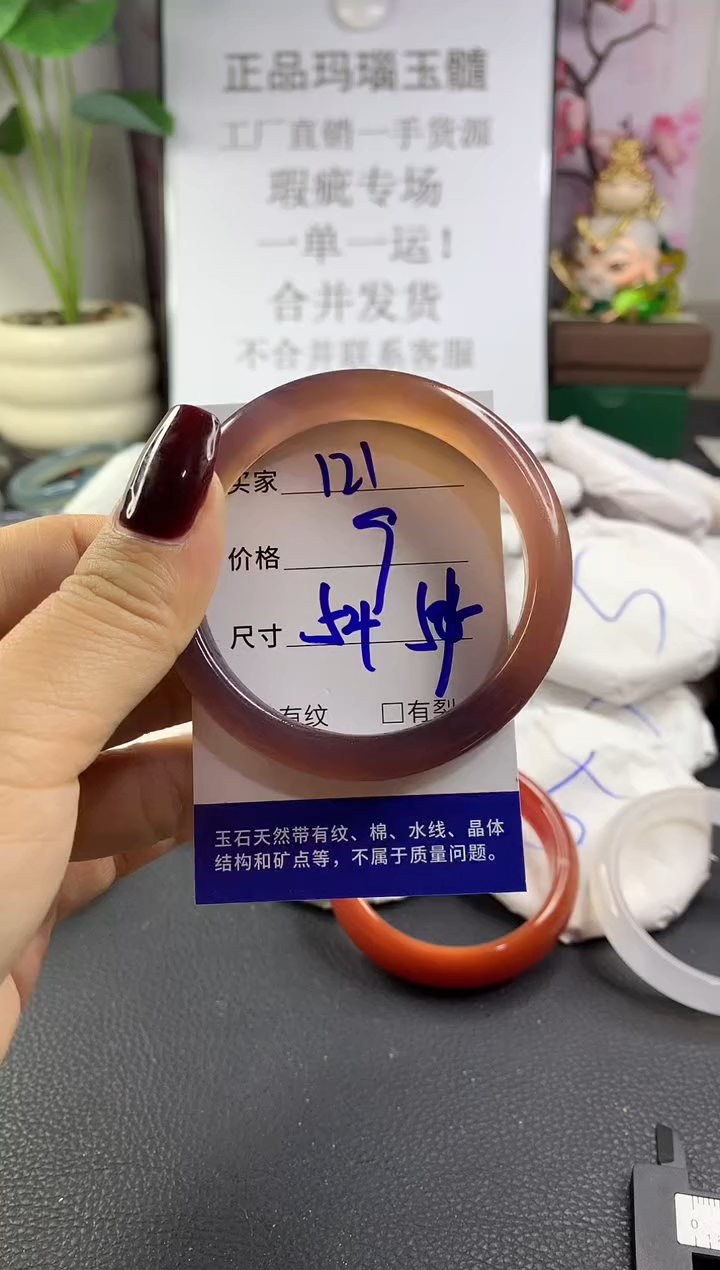 正品玛瑙玉髓
工厂直销一手货源
瑕疵专场
一单一运！
合并发货
不合并联系客服
买家 121
价格 9
尺寸 54
有纹 □有裂
玉石天然带有纹、棉、水线、晶体
结构和矿点等，不属于质量问题。
5
0